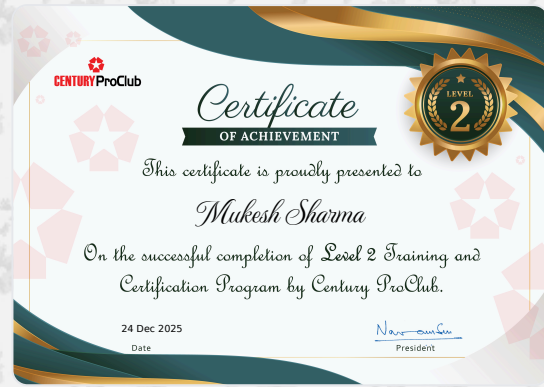 CENTURY ProClub
Certificate
OF ACHIEVEMENT
LEVEL
2
This certificate is proudly presented to
Mukesh Sharma
On the successful completion of Level 2 Training and
Certification Program by Century ProClub.
24 Dec 2025
Date
President